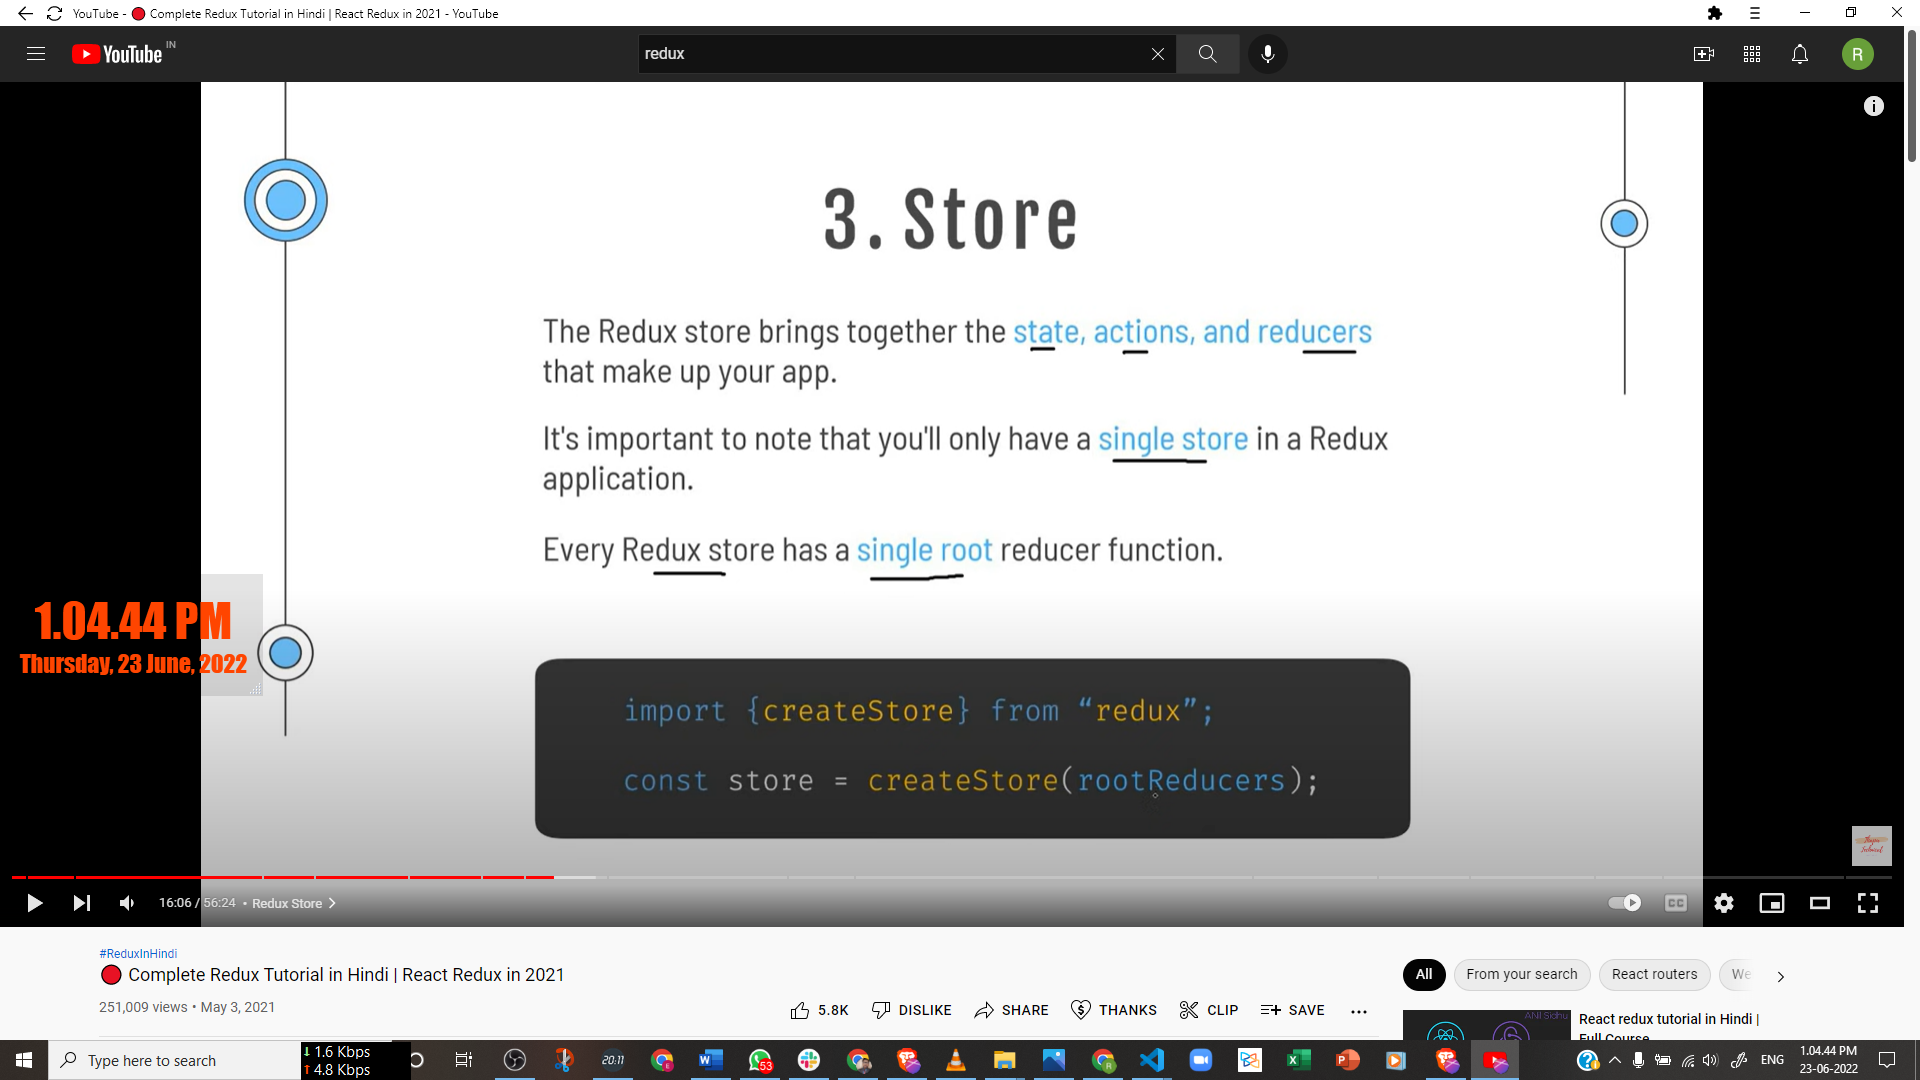 YouTube - 🔴 Complete Redux Tutorial in Hindi | React Redux in 2021 - YouTube
YouTube IN
redux
R
3. Store
The Redux store brings together the state, actions, and reducers
that make up your app.
It's important to note that you'll only have a single store in a Redux
application.
Every Redux store has a single root reducer function.
1.04.44 PM
Thursday, 23 June, 2022
import {createStore} from “redux”;
const store = createStore(rootReducers);
16:06 / 56:24 • Redux Store
CC
#ReduxInHindi
🔴 Complete Redux Tutorial in Hindi | React Redux in 2021
251,009 views • May 3, 2021
5.8K DISLIKE SHARE THANKS CLIP SAVE
All From your search React routers We
ANIL Sidhu
React redux tutorial in Hindi |
Full Course
Type here to search
↓ 1.6 Kbps
↑ 4.8 Kbps
20:11
53
ENG
1.04.44 PM
23-06-2022